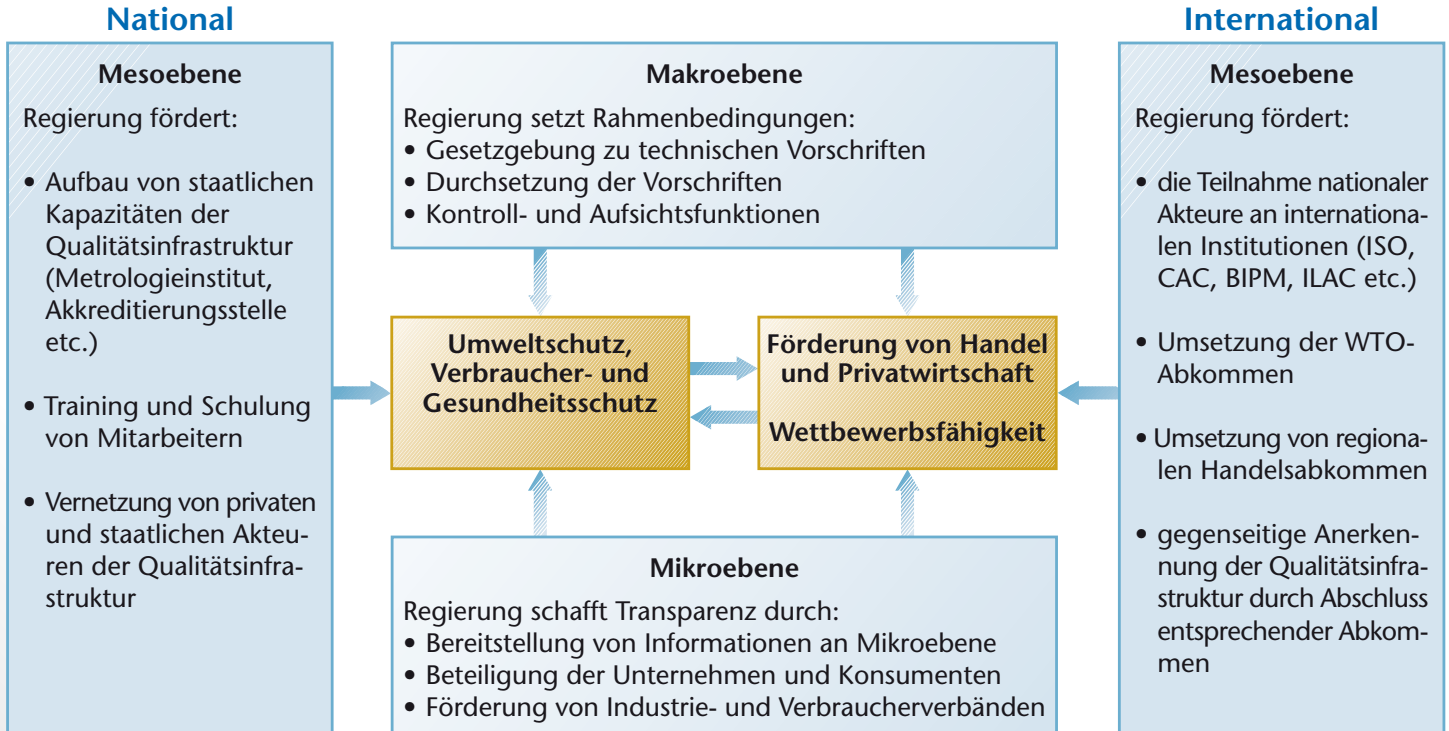 National
Mesoebene
Regierung fördert:
• Aufbau von staatlichen
Kapazitäten der
Qualitätsinfrastruktur
(Metrologieinstitut,
Akkreditierungsstelle
etc.)
• Training und Schulung
von Mitarbeitern
• Vernetzung von privaten
und staatlichen Akteu-
ren der Qualitätsinfra-
struktur
Makroebene
Regierung setzt Rahmenbedingungen:
• Gesetzgebung zu technischen Vorschriften
• Durchsetzung der Vorschriften
• Kontroll- und Aufsichtsfunktionen
Umweltschutz,
Verbraucher- und
Gesundheitsschutz
Förderung von Handel
und Privatwirtschaft
Wettbewerbsfähigkeit
Mikroebene
Regierung schafft Transparenz durch:
• Bereitstellung von Informationen an Mikroebene
• Beteiligung der Unternehmen und Konsumenten
• Förderung von Industrie- und Verbraucherverbänden
International
Mesoebene
Regierung fördert:
• die Teilnahme nationaler
Akteure an internationa-
len Institutionen (ISO,
CAC, BIPM, ILAC etc.)
• Umsetzung der WTO-
Abkommen
• Umsetzung von regiona-
len Handelsabkommen
• gegenseitige Anerken-
nung der Qualitätsinfra-
struktur durch Abschluss
entsprechender Abkom-
men